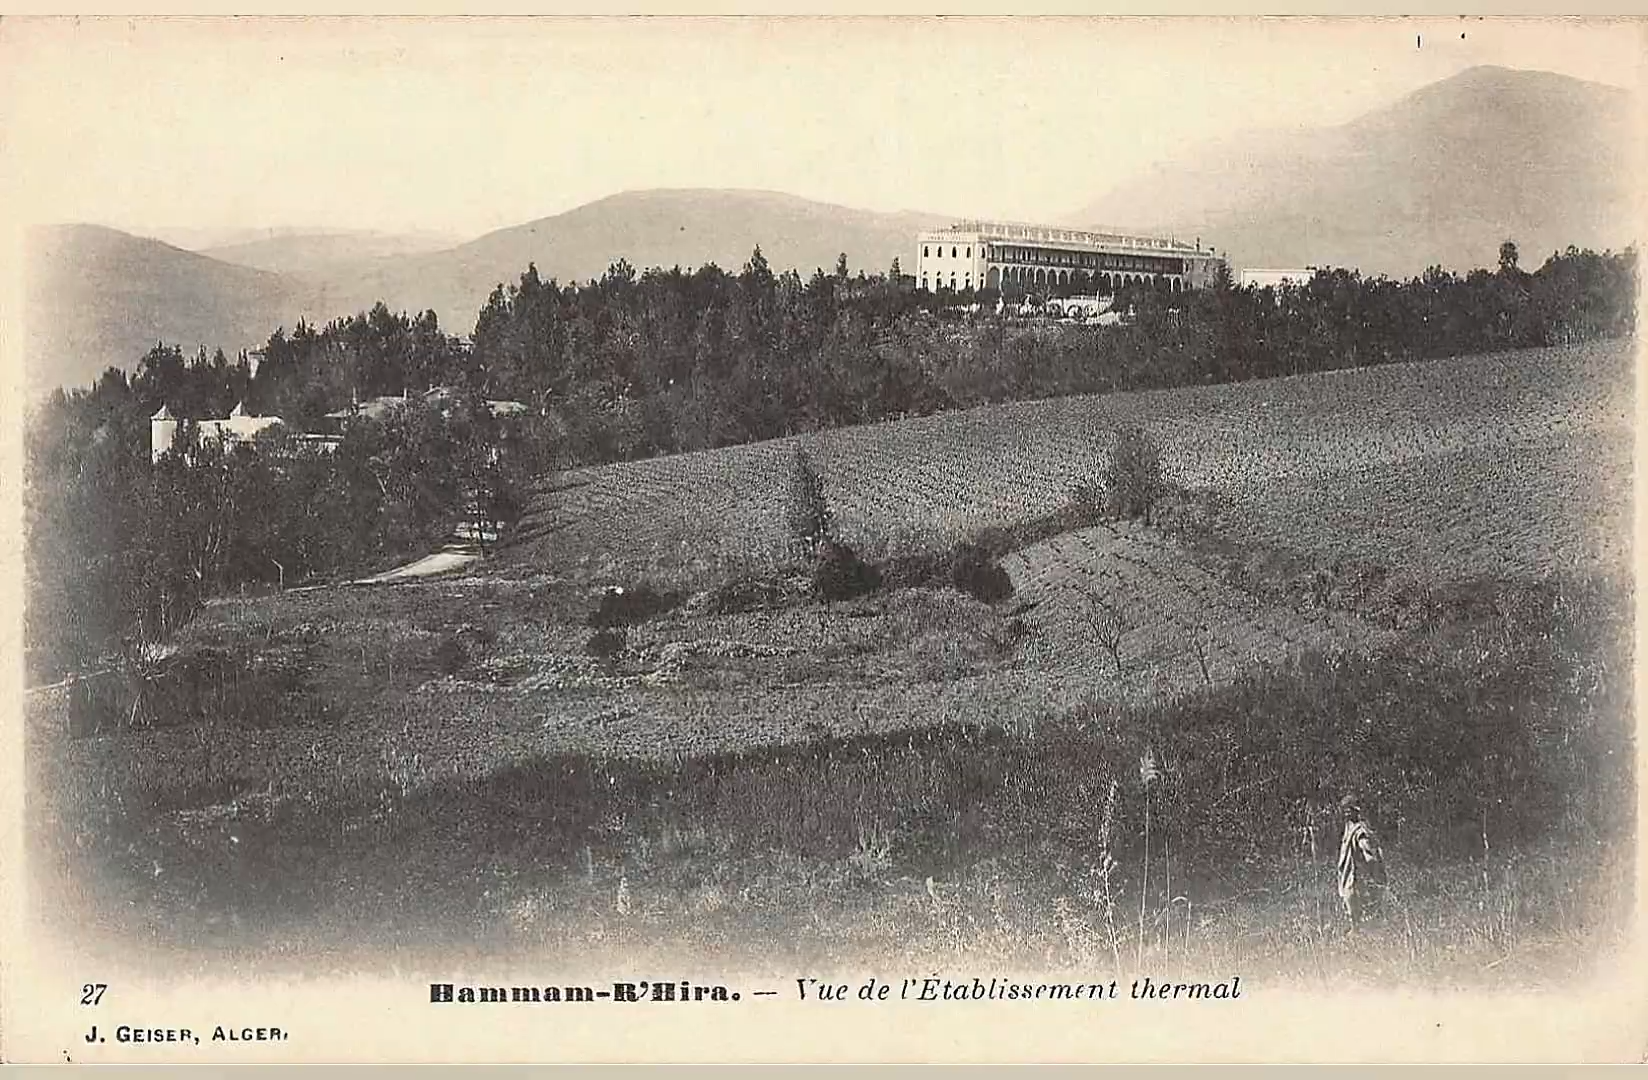 27 Hammam-R'Hira. — Vue de l'Établissement thermal
J. GEISER, ALGER.